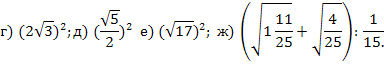 г) (2√3)²; д) (√5/2)² е) (√17)²; ж) (√(1 11/25) + √(4/25)) : 1/15.